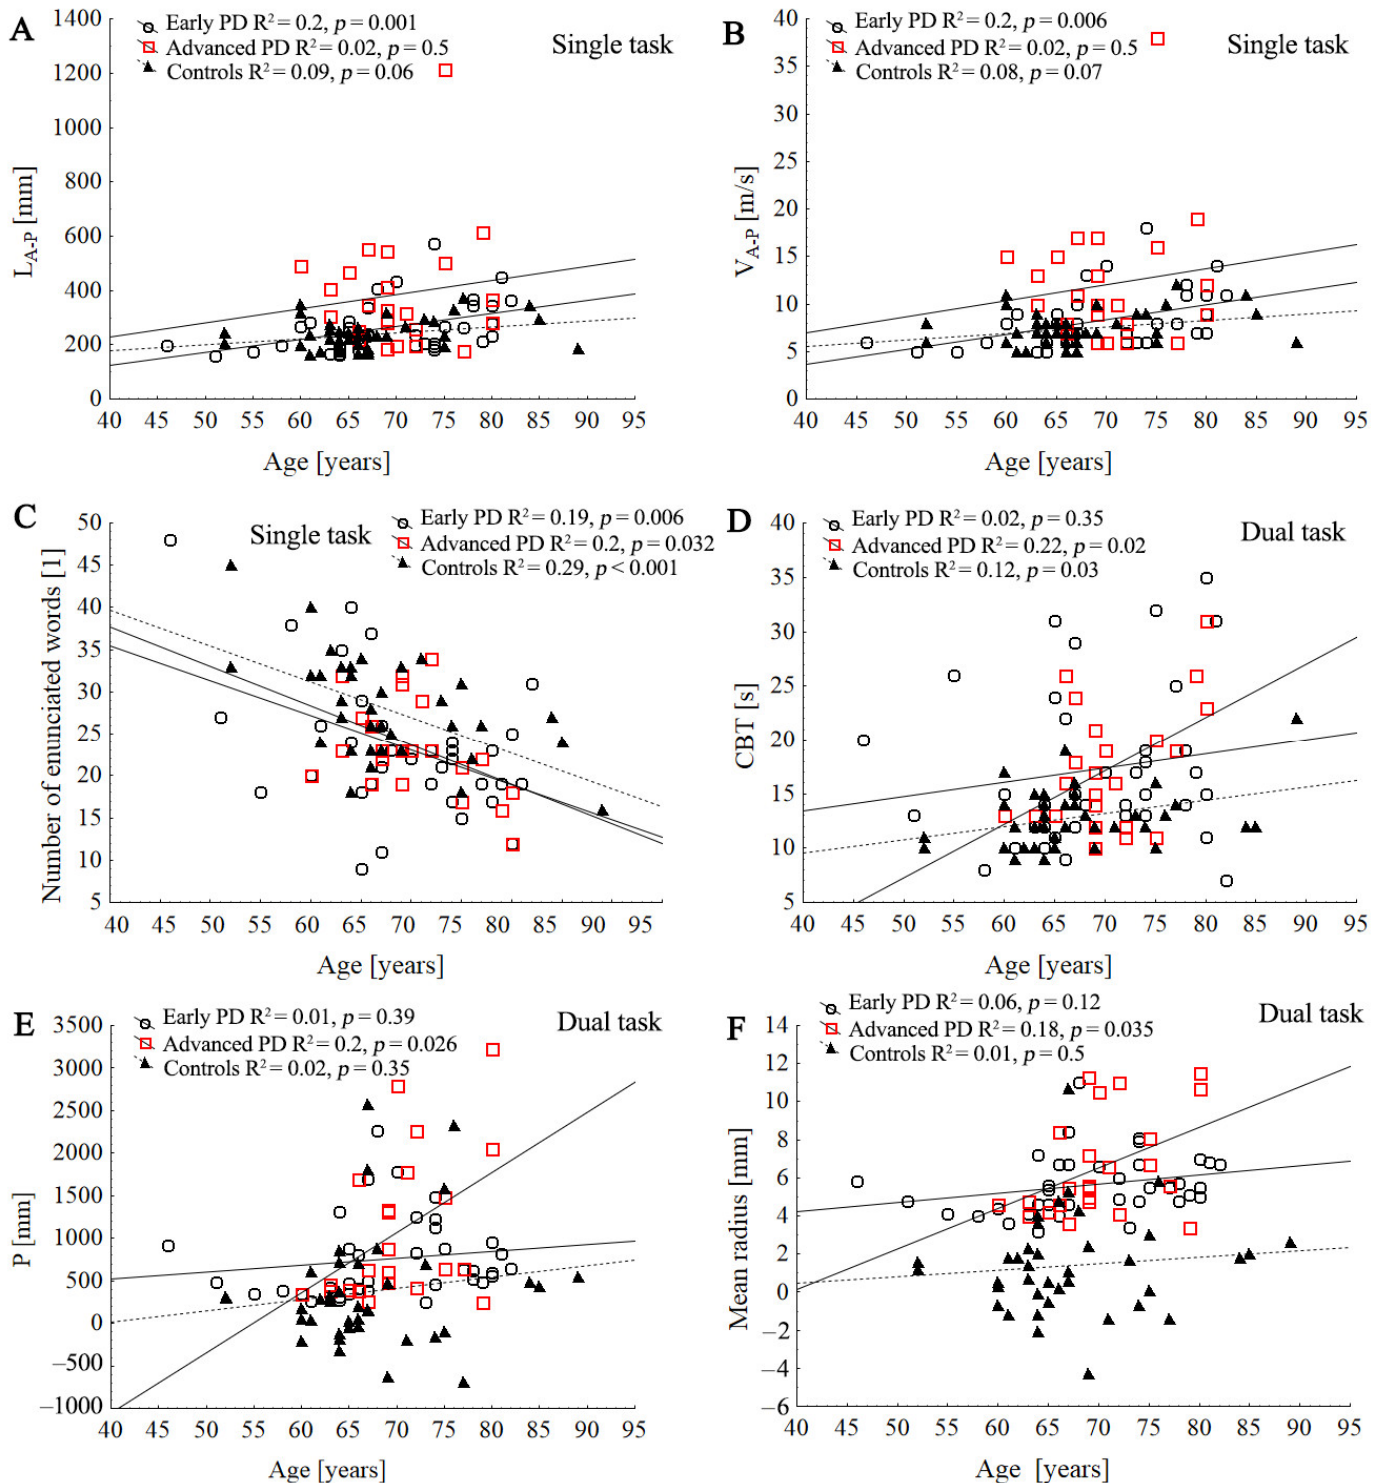 A
Early PD R² = 0.2, p = 0.001
Advanced PD R² = 0.02, p = 0.5
Controls R² = 0.09, p = 0.06
Single task
L_A-P [mm]
1400
1200
1000
800
600
400
200
0
40 45 50 55 60 65 70 75 80 85 90 95
Age [years]
B
Early PD R² = 0.2, p = 0.006
Advanced PD R² = 0.02, p = 0.5
Controls R² = 0.08, p = 0.07
Single task
V_A-P [m/s]
40
35
30
25
20
15
10
5
0
40 45 50 55 60 65 70 75 80 85 90 95
Age [years]
C
Single task
Early PD R² = 0.19, p = 0.006
Advanced PD R² = 0.2, p = 0.032
Controls R² = 0.29, p < 0.001
Number of enunciated words [1]
50
45
40
35
30
25
20
15
10
5
40 45 50 55 60 65 70 75 80 85 90 95
Age [years]
D
Early PD R² = 0.02, p = 0.35
Advanced PD R² = 0.22, p = 0.02
Controls R² = 0.12, p = 0.03
Dual task
CBT [s]
40
35
30
25
20
15
10
5
40 45 50 55 60 65 70 75 80 85 90 95
Age [years]
E
Early PD R² = 0.01, p = 0.39
Advanced PD R² = 0.2, p = 0.026
Controls R² = 0.02, p = 0.35
Dual task
P [mm]
3500
3000
2500
2000
1500
1000
500
0
−500
−1000
40 45 50 55 60 65 70 75 80 85 90 95
Age [years]
F
Early PD R² = 0.06, p = 0.12
Advanced PD R² = 0.18, p = 0.035
Controls R² = 0.01, p = 0.5
Dual task
Mean radius [mm]
14
12
10
8
6
4
2
0
−2
−4
−6
40 45 50 55 60 65 70 75 80 85 90 95
Age [years]